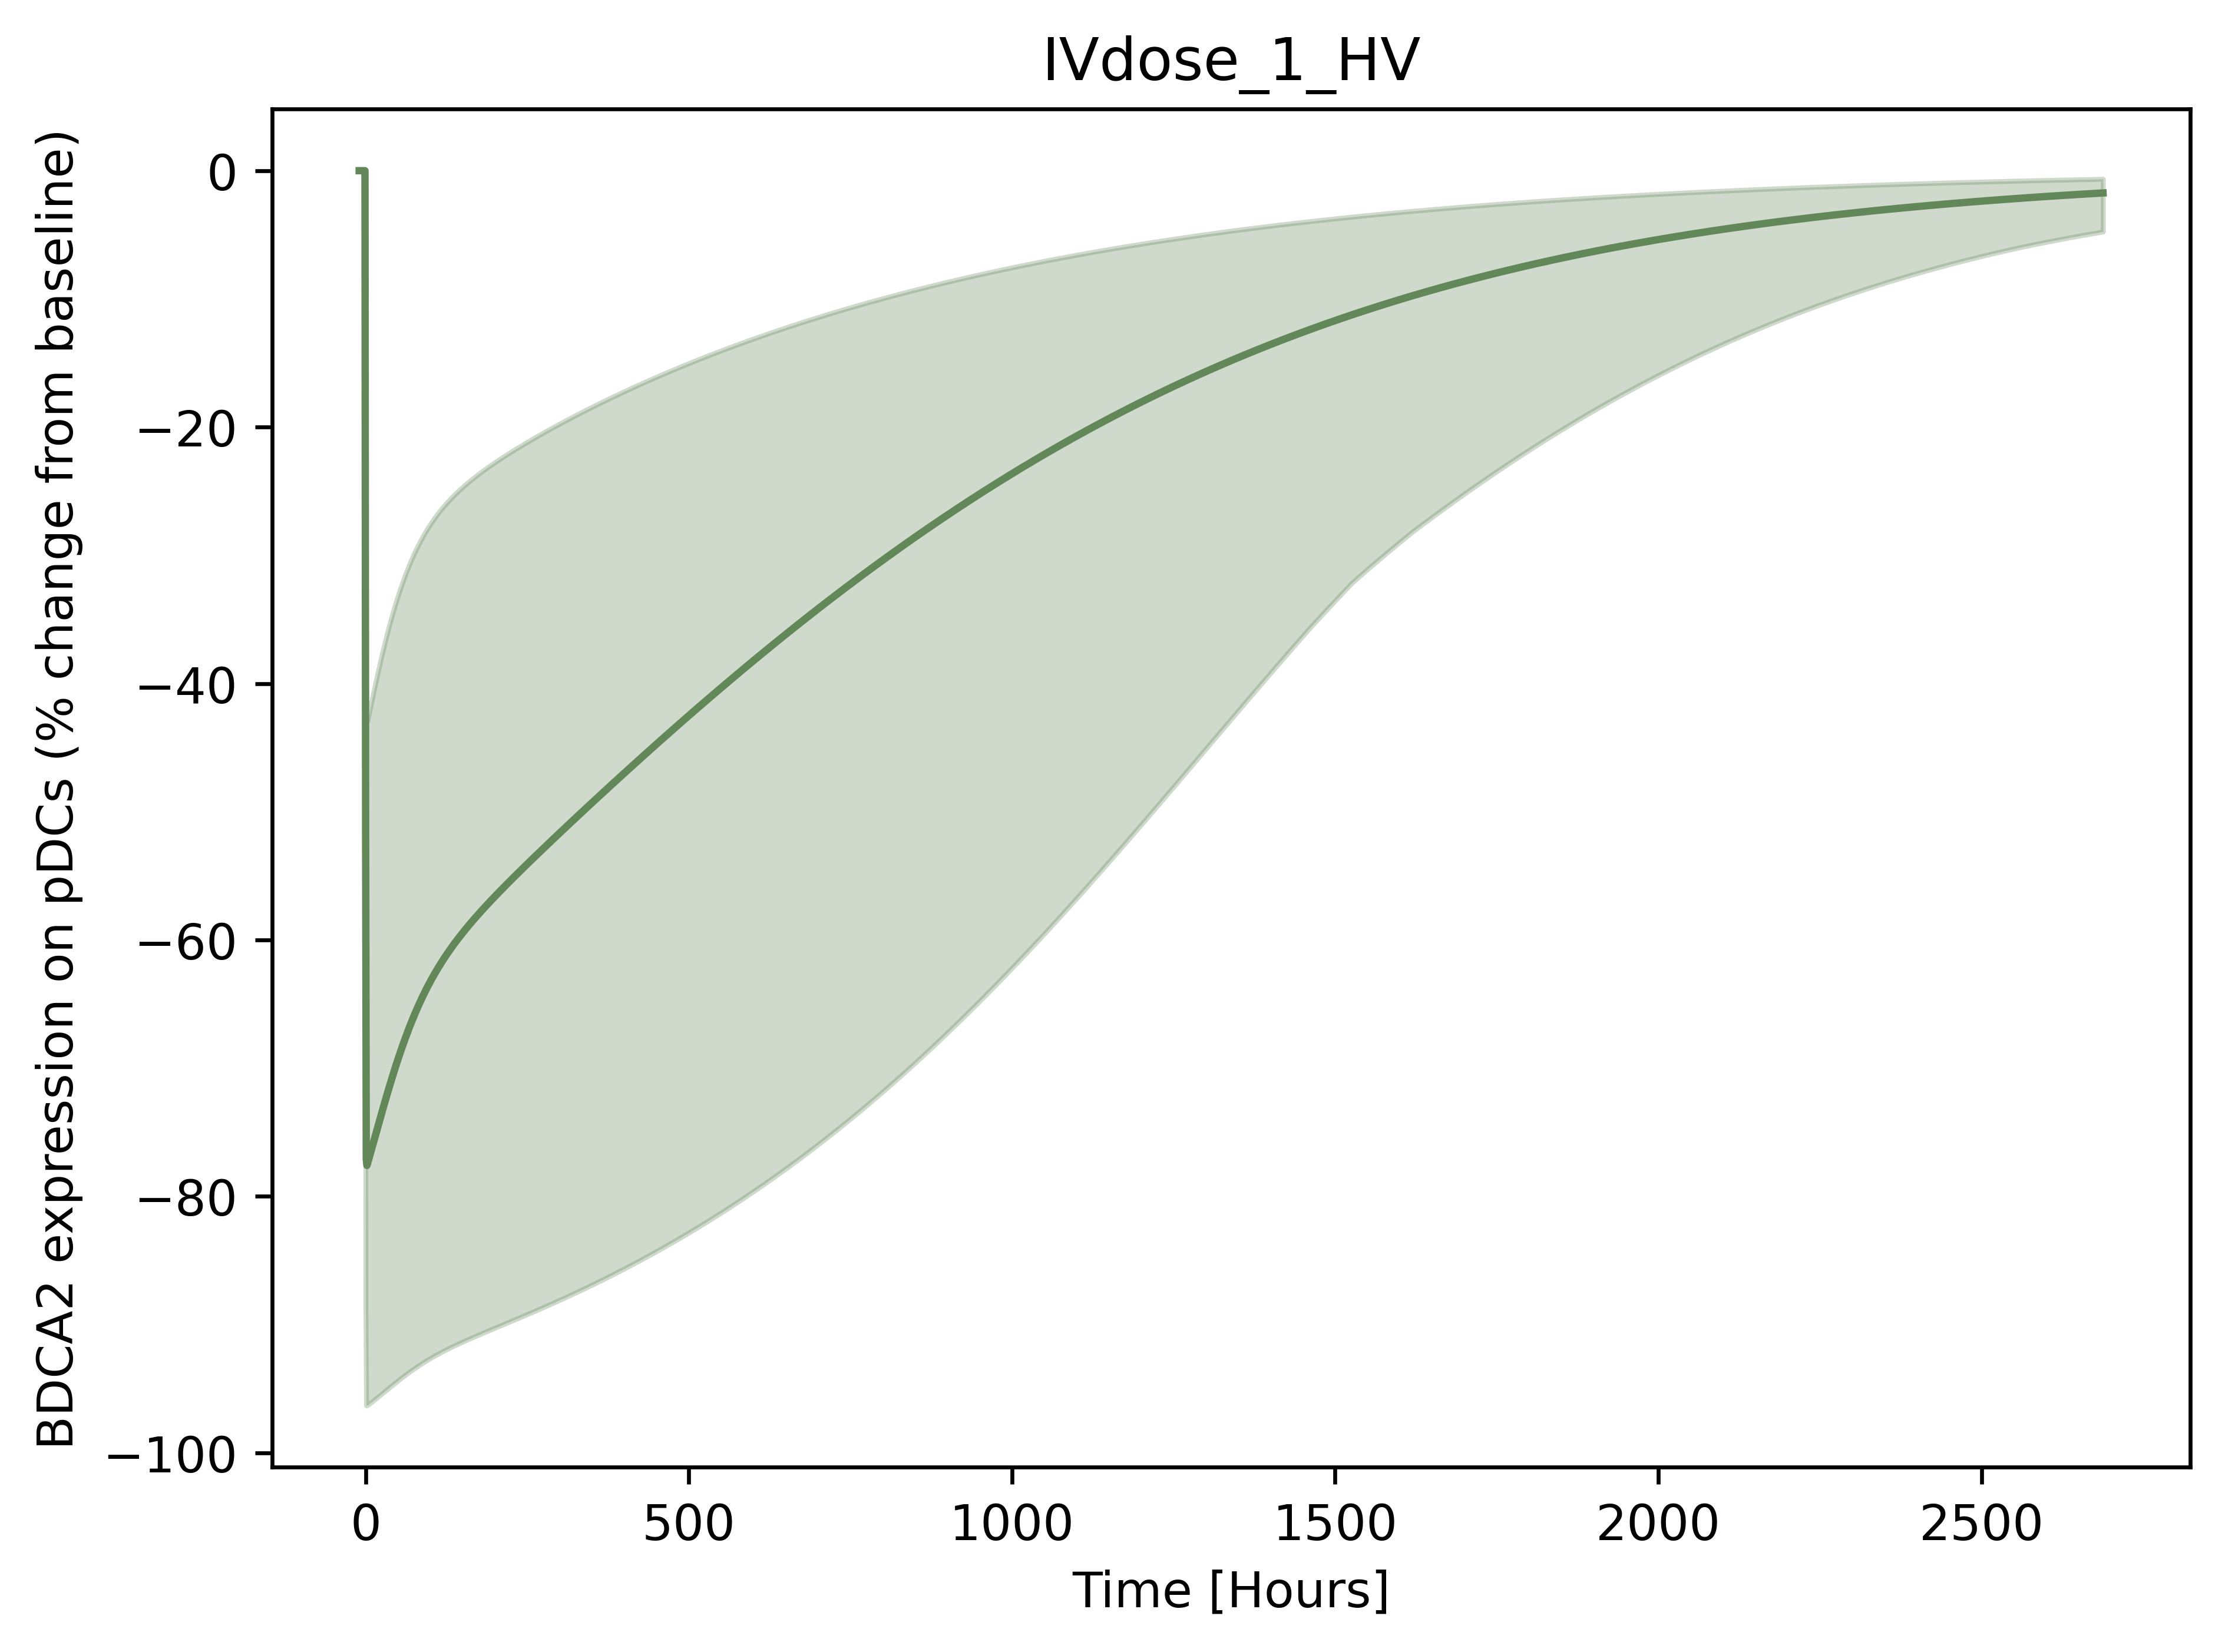 IVdose_1_HV
BDCA2 expression on pDCs (% change from baseline)
0
−20
−40
−60
−80
−100
0 500 1000 1500 2000 2500
Time [Hours]